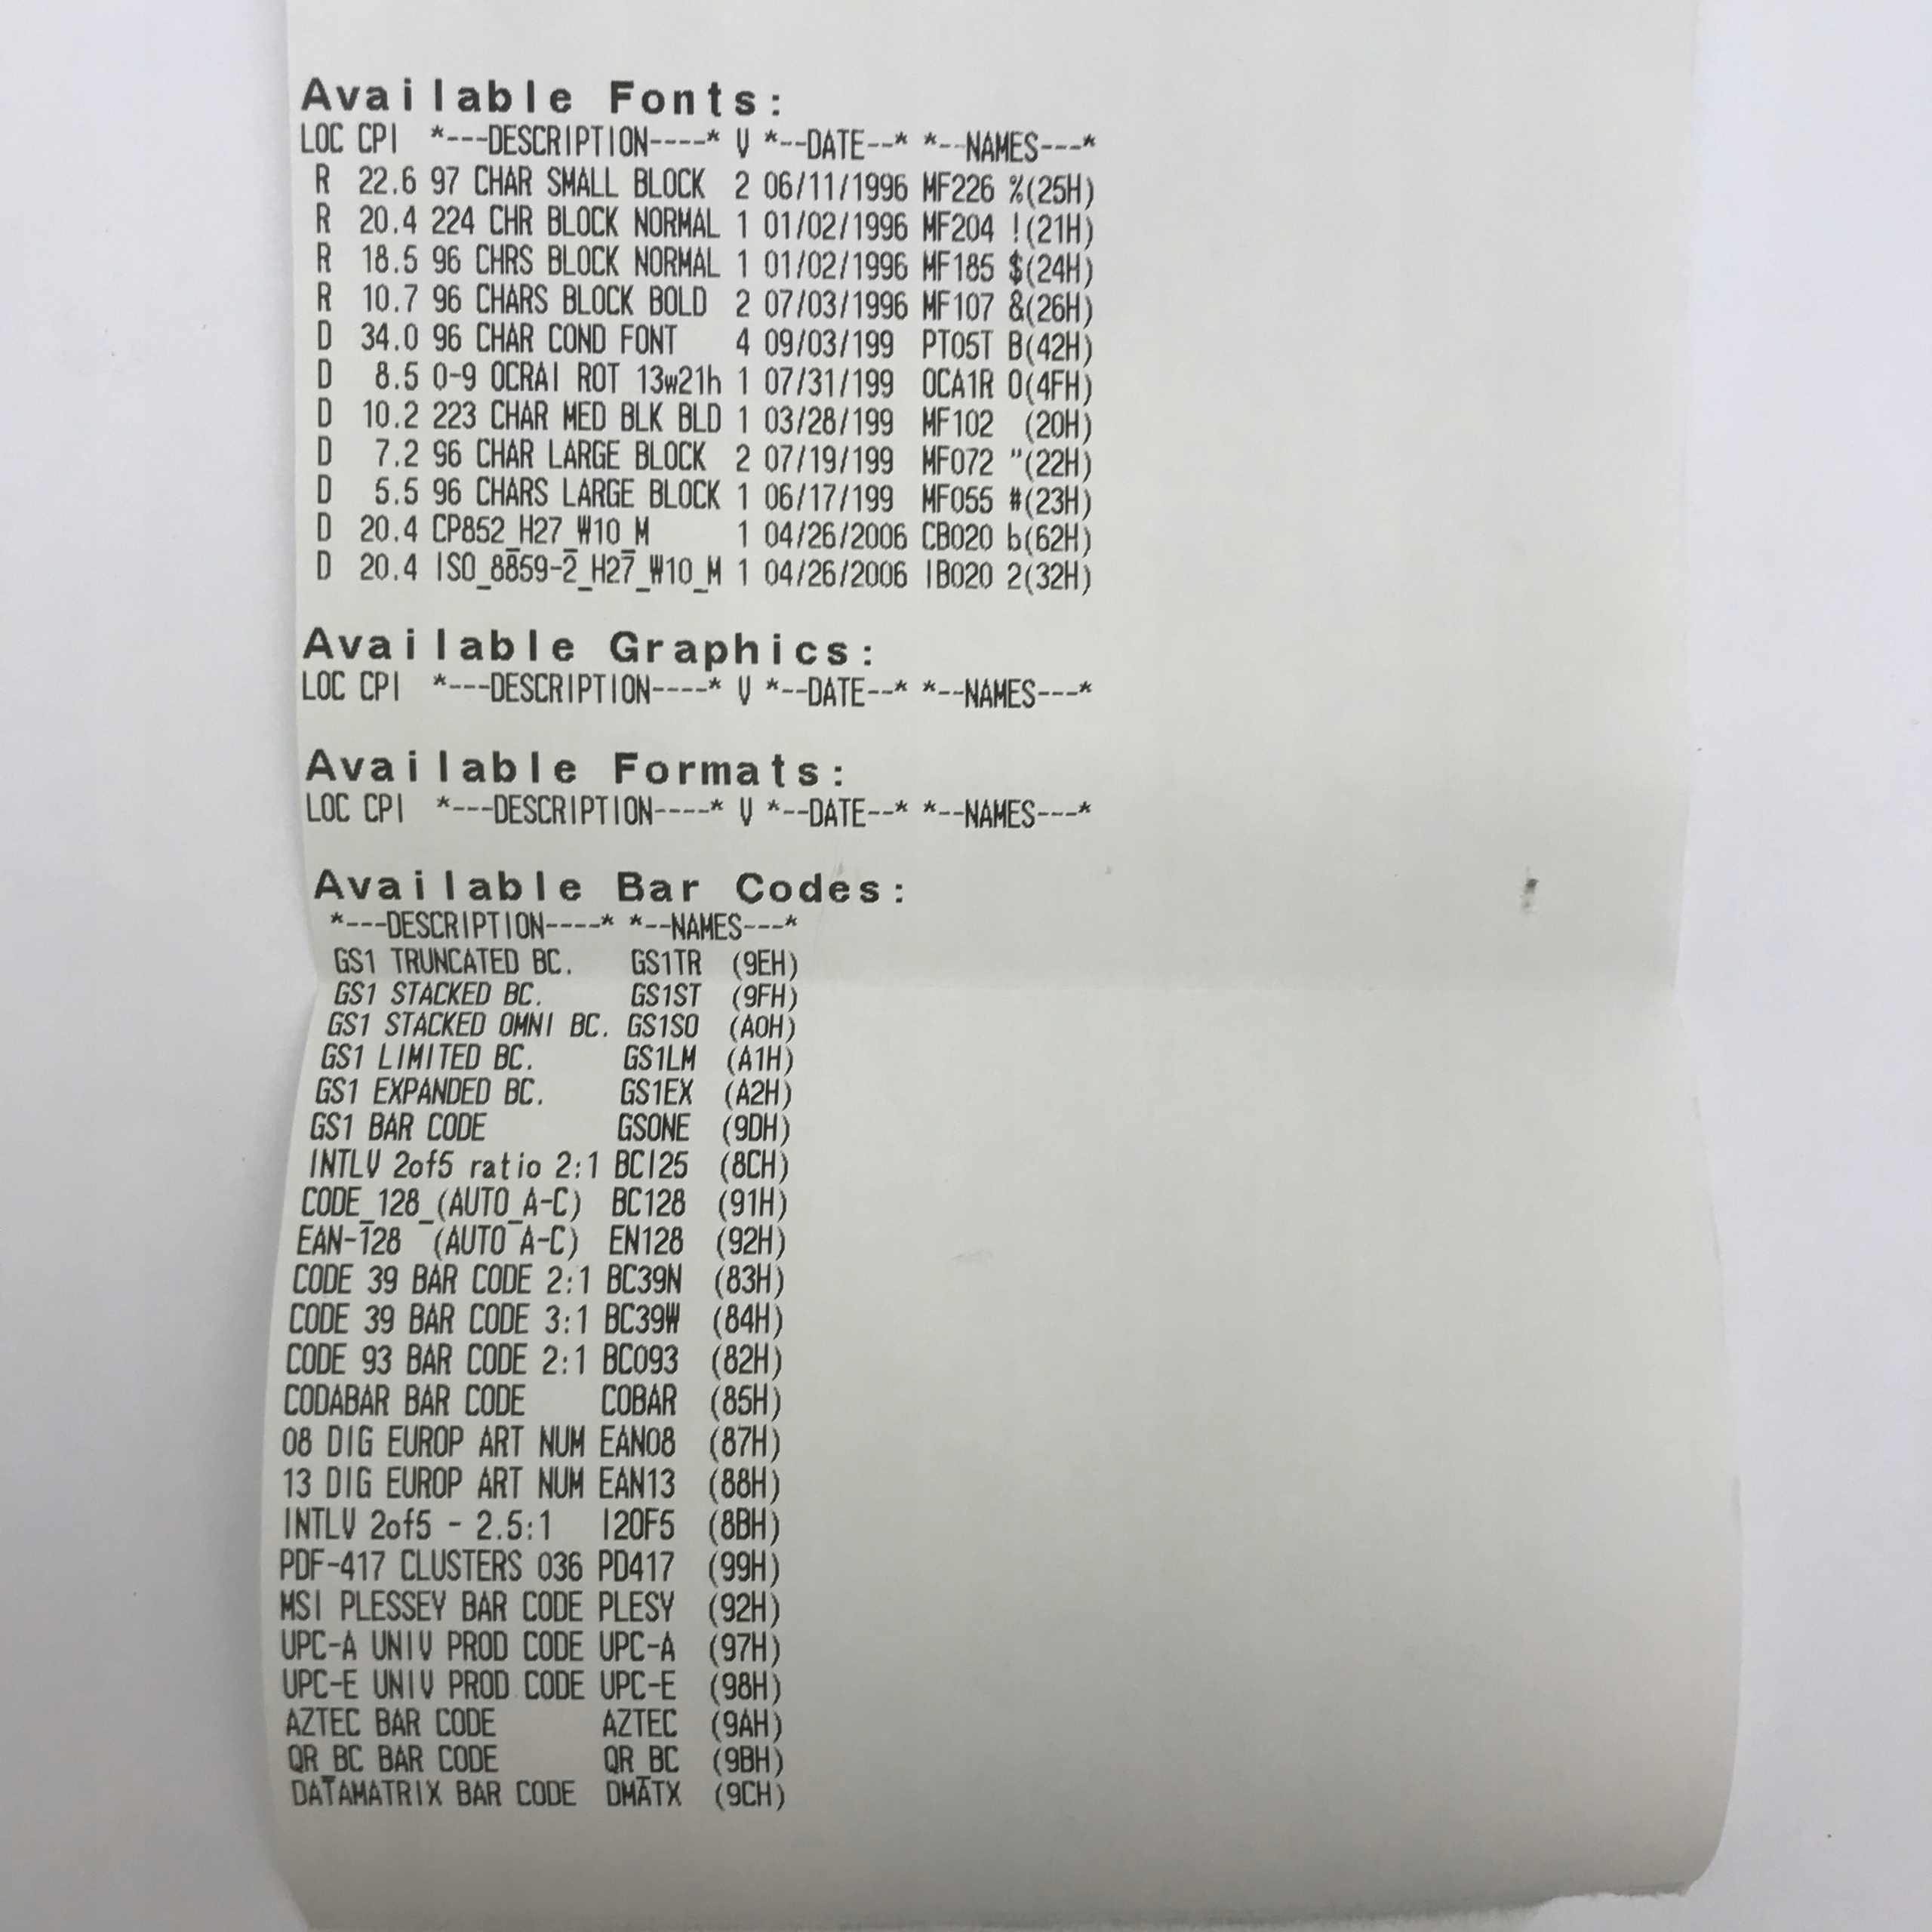 Available Fonts:
LOC CPI *---DESCRIPTION----* V *--DATE--* *--NAMES---*
R 22.6 97 CHAR SMALL BLOCK 2 06/11/1996 MF226 %(25H)
R 20.4 224 CHR BLOCK NORMAL 1 01/02/1996 MF204 !(21H)
R 18.5 96 CHRS BLOCK NORMAL 1 01/02/1996 MF185 $(24H)
R 10.7 96 CHARS BLOCK BOLD 2 07/03/1996 MF107 &(26H)
D 34.0 96 CHAR COND FONT 4 09/03/199 PT05T B(42H)
D 8.5 0-9 OCRAI ROT 13w21h 1 07/31/199 OCA1R O(4FH)
D 10.2 223 CHAR MED BLK BLD 1 03/28/199 MF102 (20H)
D 7.2 96 CHAR LARGE BLOCK 2 07/19/199 MF072 "(22H)
D 5.5 96 CHARS LARGE BLOCK 1 06/17/199 MF055 #(23H)
D 20.4 CP852_H27_W10_M 1 04/26/2006 CB020 b(62H)
D 20.4 ISO_8859-2_H27_W10_M 1 04/26/2006 IB020 2(32H)
Available Graphics:
LOC CPI *---DESCRIPTION----* V *--DATE--* *--NAMES---*
Available Formats:
LOC CPI *---DESCRIPTION----* V *--DATE--* *--NAMES---*
Available Bar Codes:
*---DESCRIPTION----* *--NAMES---*
GS1 TRUNCATED BC. GS1TR (9EH)
GS1 STACKED BC. GS1ST (9FH)
GS1 STACKED OMNI BC. GS1SO (A0H)
GS1 LIMITED BC. GS1LM (A1H)
GS1 EXPANDED BC. GS1EX (A2H)
GS1 BAR CODE GSONE (9DH)
INTLV 2of5 ratio 2:1 BCI25 (8CH)
CODE_128_(AUTO_A-C) BC128 (91H)
EAN-128 (AUTO A-C) EN128 (92H)
CODE 39 BAR CODE 2:1 BC39N (83H)
CODE 39 BAR CODE 3:1 BC39W (84H)
CODE 93 BAR CODE 2:1 BC093 (82H)
CODABAR BAR CODE COBAR (85H)
08 DIG EUROP ART NUM EAN08 (87H)
13 DIG EUROP ART NUM EAN13 (88H)
INTLV 2of5 - 2.5:1 I2OF5 (8BH)
PDF-417 CLUSTERS 036 PD417 (99H)
MSI PLESSEY BAR CODE PLESY (92H)
UPC-A UNIV PROD CODE UPC-A (97H)
UPC-E UNIV PROD CODE UPC-E (98H)
AZTEC BAR CODE AZTEC (9AH)
QR_BC BAR CODE QR_BC (9BH)
DATAMATRIX BAR CODE DMATX (9CH)